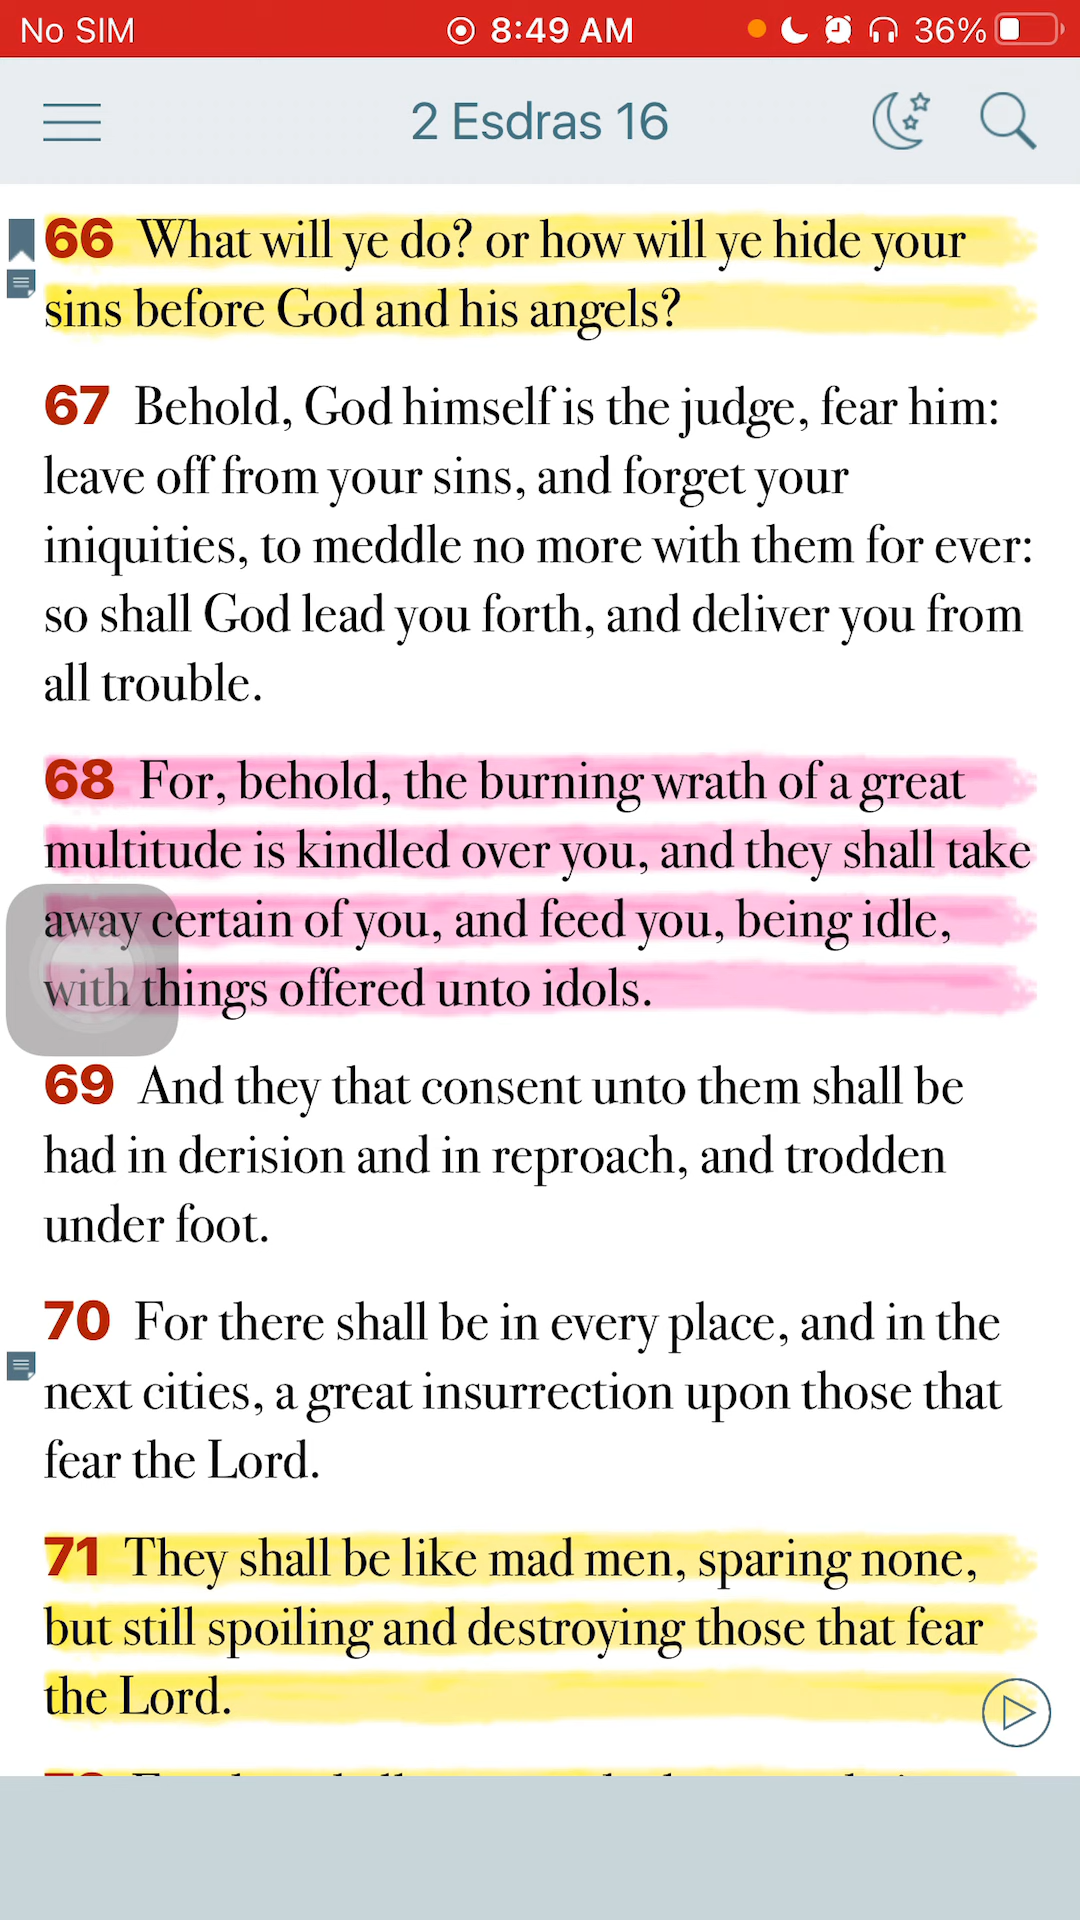 No SIM 8:49 AM 36%
2 Esdras 16
66 What will ye do? or how will ye hide your
sins before God and his angels?
67 Behold, God himself is the judge, fear him:
leave off from your sins, and forget your
iniquities, to meddle no more with them for ever:
so shall God lead you forth, and deliver you from
all trouble.
68 For, behold, the burning wrath of a great
multitude is kindled over you, and they shall take
away certain of you, and feed you, being idle,
with things offered unto idols.
69 And they that consent unto them shall be
had in derision and in reproach, and trodden
under foot.
70 For there shall be in every place, and in the
next cities, a great insurrection upon those that
fear the Lord.
71 They shall be like mad men, sparing none,
but still spoiling and destroying those that fear
the Lord.